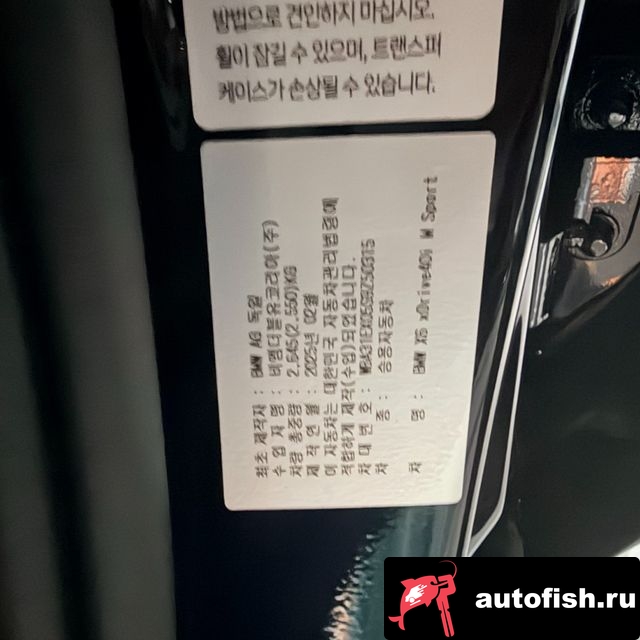 방법으로 견인하지 마십시오.
휠이 잠길 수 있으며, 트랜스퍼
케이스가 손상될 수 있습니다.
최초 제작자 : BMW AG 독일
수입 자명 : 비엠더블유코리아(주)
차량 총중량 : 2,645(2,550)KG
제 작 연 월 : 2025년 02월
이 자동차는 대한민국 자동차관리법령에
적합하게 제작(수입)되었습니다.
차 대 번 호 :
차 종 : 승용자동차
차 명 : BMW X6 xDrive40i M Sport
autofish.ru